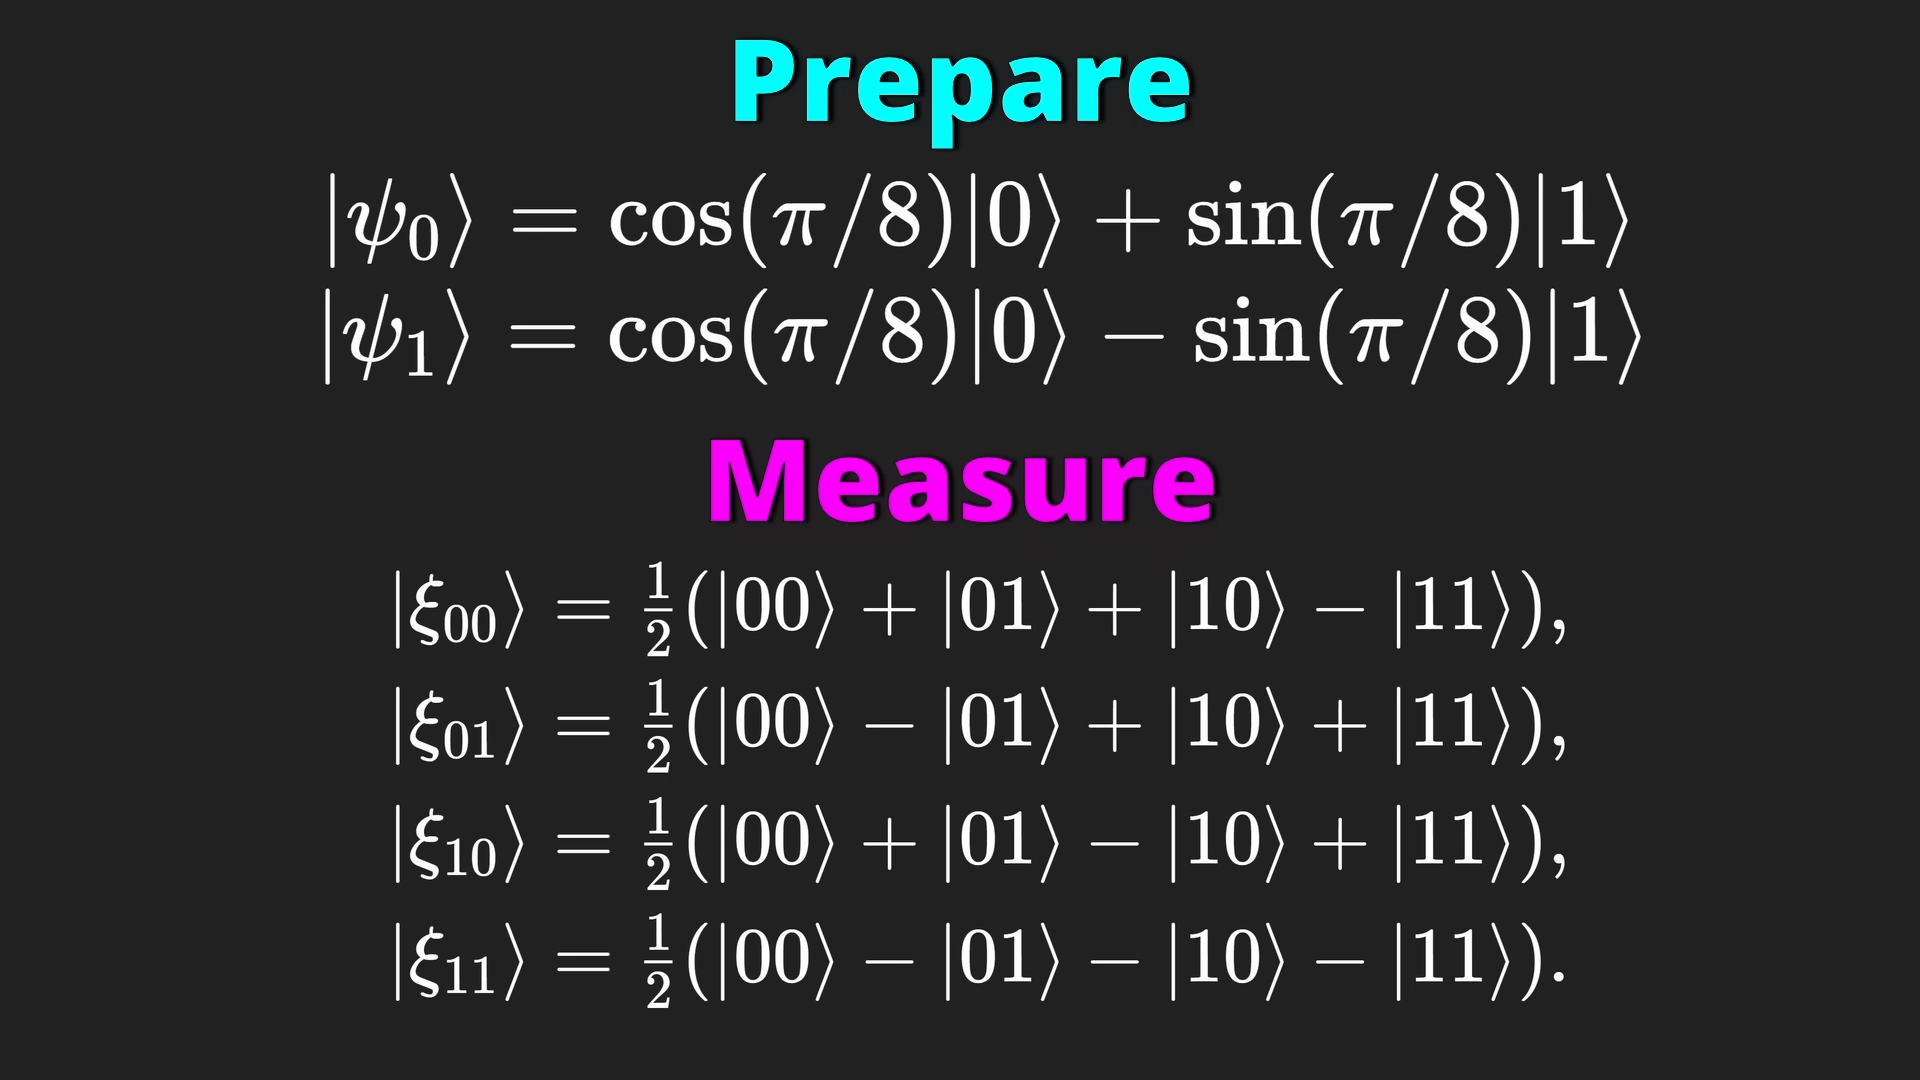 Prepare
|ψ₀⟩ = cos(π/8)|0⟩ + sin(π/8)|1⟩
|ψ₁⟩ = cos(π/8)|0⟩ − sin(π/8)|1⟩
Measure
|ξ₀₀⟩ = ½(|00⟩ + |01⟩ + |10⟩ − |11⟩),
|ξ₀₁⟩ = ½(|00⟩ − |01⟩ + |10⟩ + |11⟩),
|ξ₁₀⟩ = ½(|00⟩ + |01⟩ − |10⟩ + |11⟩),
|ξ₁₁⟩ = ½(|00⟩ − |01⟩ − |10⟩ − |11⟩).